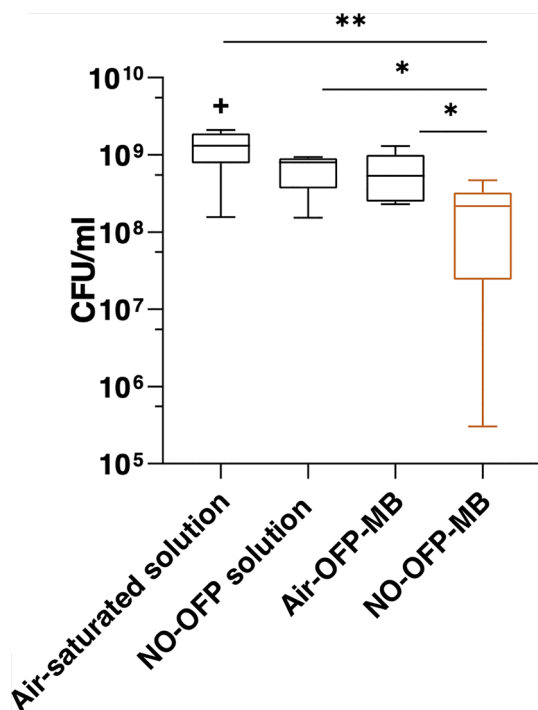 **
*
*
10¹⁰
+
10⁹
10⁸
10⁷
10⁶
10⁵
CFU/ml
Air-saturated solution
NO-OFP solution
Air-OFP-MB
NO-OFP-MB